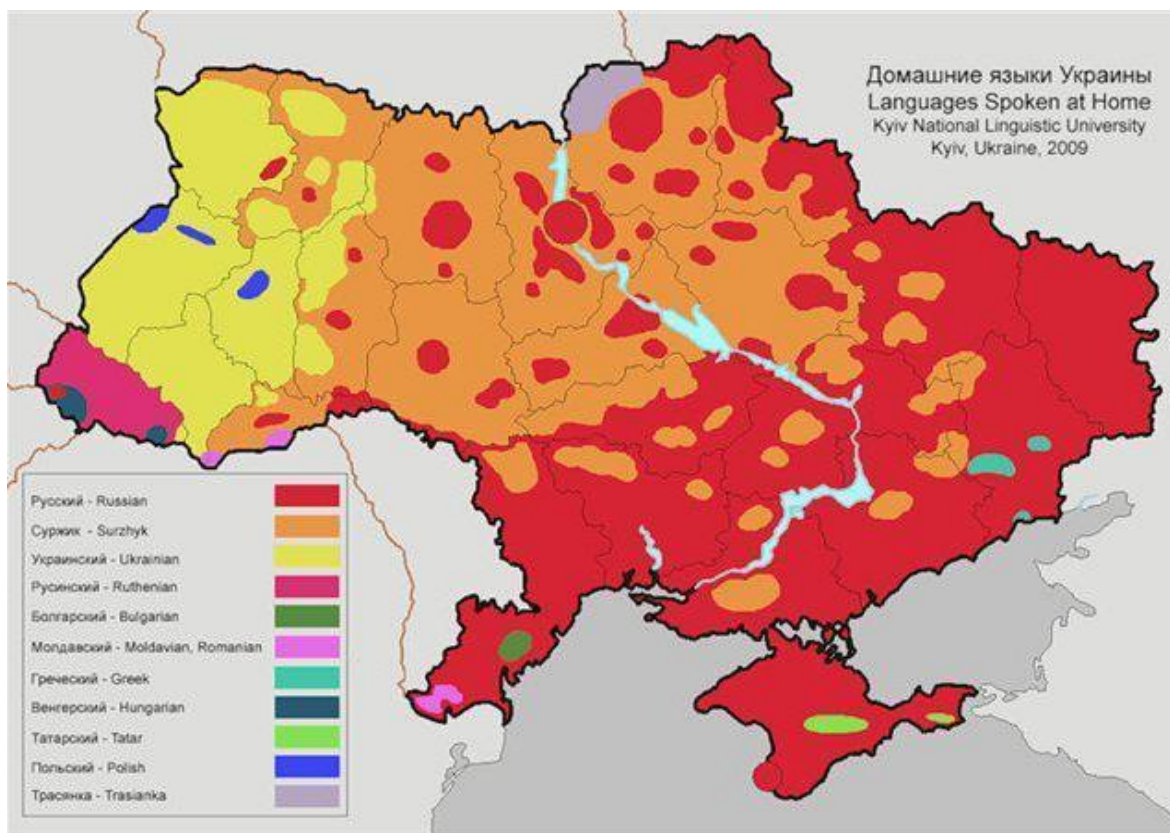 Домашние языки Украины
Languages Spoken at Home
Kyiv National Linguistic University
Kyiv, Ukraine, 2009
Русский - Russian
Суржик - Surzhyk
Украинский - Ukrainian
Русинский - Ruthenian
Болгарский - Bulgarian
Молдавский - Moldavian, Romanian
Греческий - Greek
Венгерский - Hungarian
Татарский - Tatar
Польский - Polish
Трасянка - Trasianka